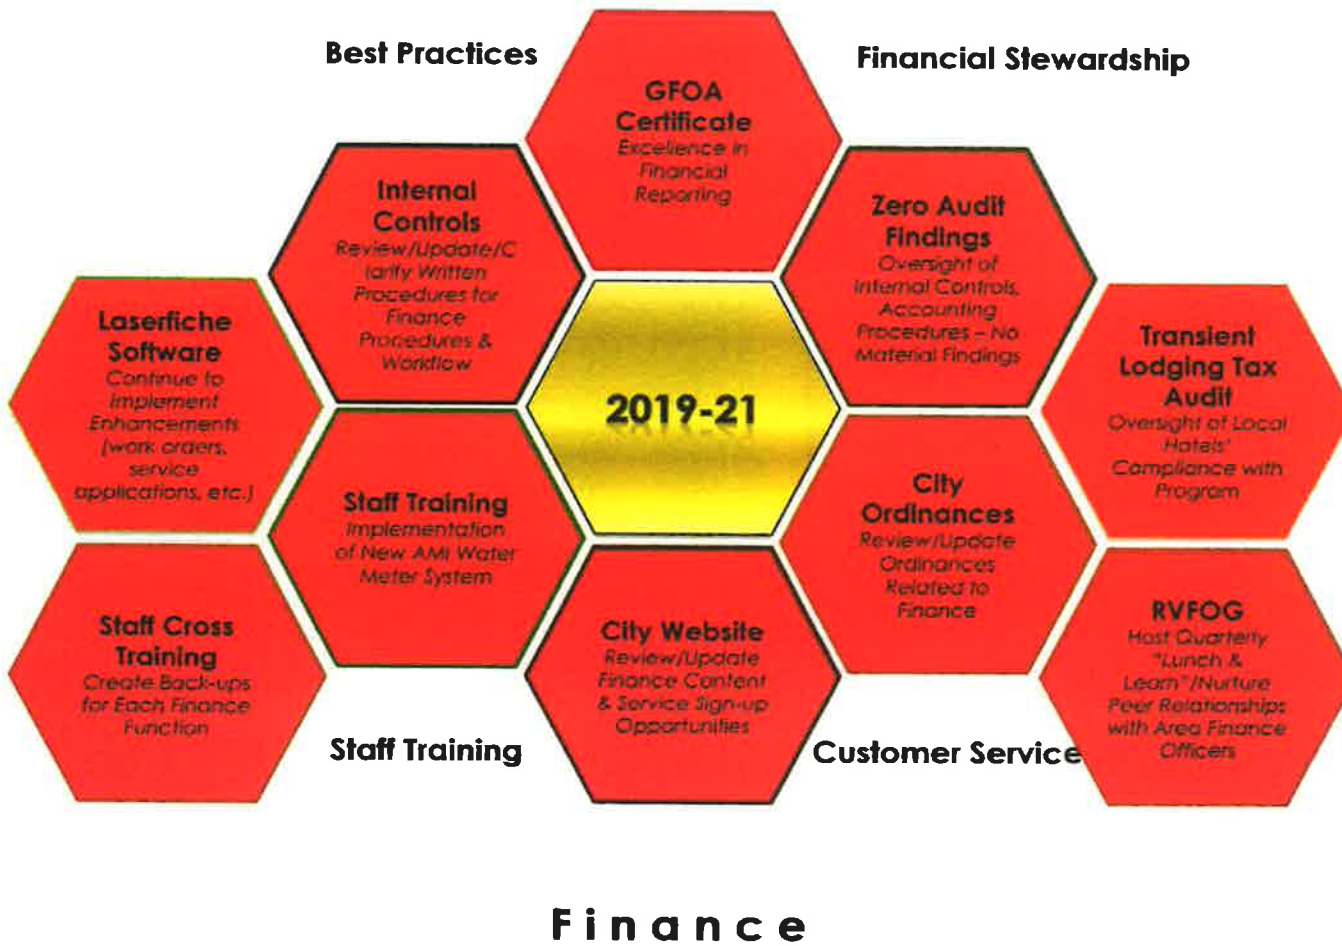 Best Practices
Financial Stewardship
GFOA
Certificate
Excellence in
Financial
Reporting
Internal
Controls
Review/Update/C
larify Written
Procedures for
Finance
Procedures &
Workflow
Zero Audit
Findings
Oversight of
Internal Controls,
Accounting
Procedures – No
Material Findings
Laserfiche
Software
Continue to
Implement
Enhancements
(work orders,
service
applications, etc.)
2019-21
Transient
Lodging Tax
Audit
Oversight of Local
Hotels'
Compliance with
Program
Staff Training
Implementation
of New AMI Water
Meter System
City
Ordinances
Review/Update
Ordinances
Related to
Finance
Staff Cross
Training
Create Back-ups
for Each Finance
Function
City Website
Review/Update
Finance Content
& Service Sign-up
Opportunities
RVFOG
Host Quarterly
"Lunch &
Learn"/Nurture
Peer Relationships
with Area Finance
Officers
Staff Training
Customer Service
Finance